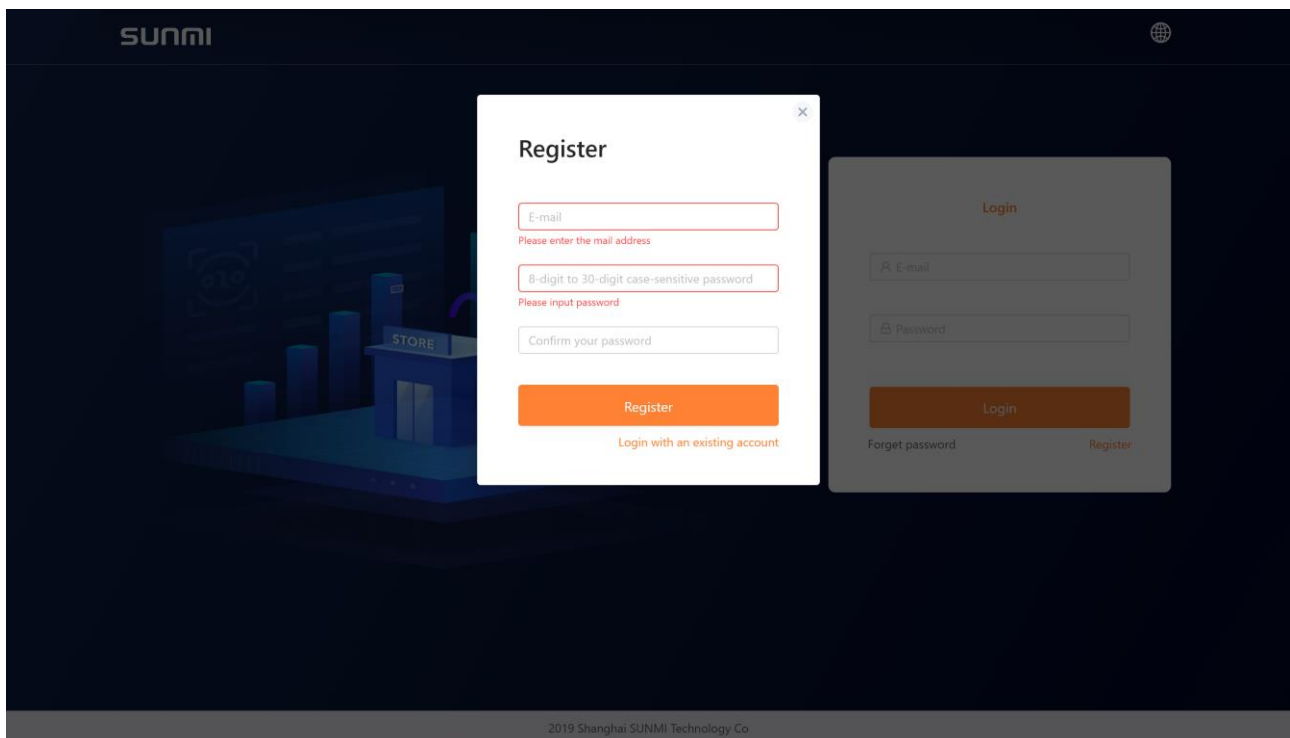 SUNMI
Register
E-mail
Please enter the mail address
8-digit to 30-digit case-sensitive password
Please input password
Confirm your password
Register
Login with an existing account
STORE
Login
E-mail
Password
Login
Forget password
Register
2019 Shanghai SUNMI Technology Co